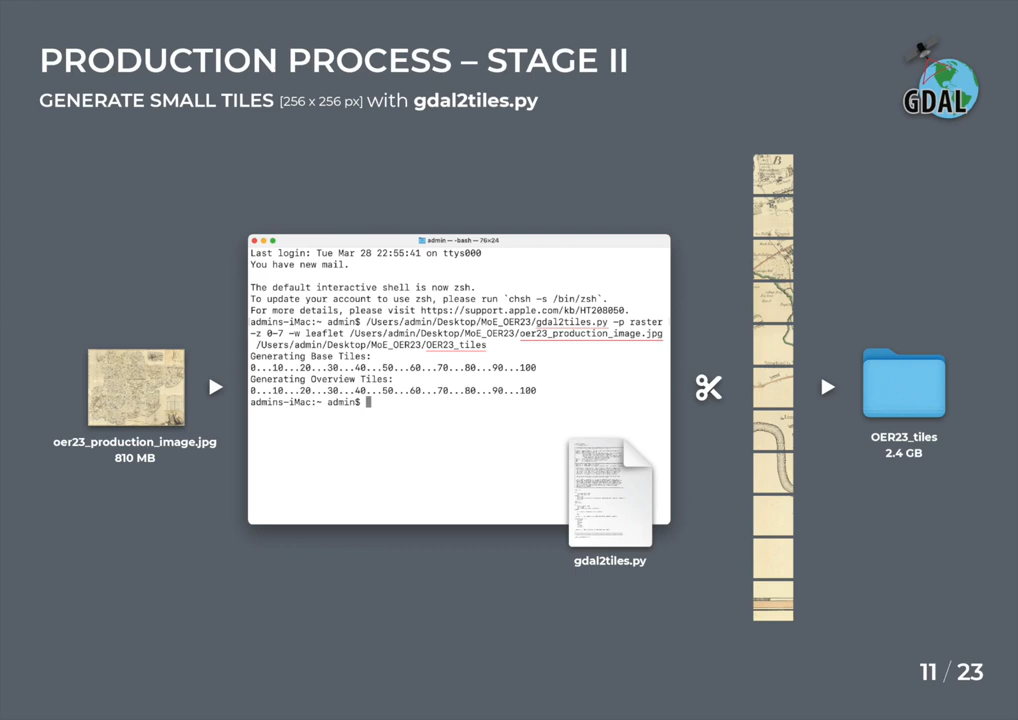 PRODUCTION PROCESS – STAGE II
GENERATE SMALL TILES [256 x 256 px] with gdal2tiles.py
GDAL
admin — -bash — 76×24
Last login: Tue Mar 28 22:55:41 on ttys000
You have new mail.
The default interactive shell is now zsh.
To update your account to use zsh, please run `chsh -s /bin/zsh`.
For more details, please visit https://support.apple.com/kb/HT208050.
admins-iMac:~ admin$ /Users/admin/Desktop/MoE_OER23/gdal2tiles.py -p raster
-z 0-7 -w leaflet /Users/admin/Desktop/MoE_OER23/oer23_production_image.jpg
/Users/admin/Desktop/MoE_OER23/OER23_tiles
Generating Base Tiles:
0...10...20...30...40...50...60...70...80...90...100
Generating Overview Tiles:
0...10...20...30...40...50...60...70...80...90...100
admins-iMac:~ admin$
oer23_production_image.jpg
810 MB
gdal2tiles.py
B
OER23_tiles
2.4 GB
11 / 23